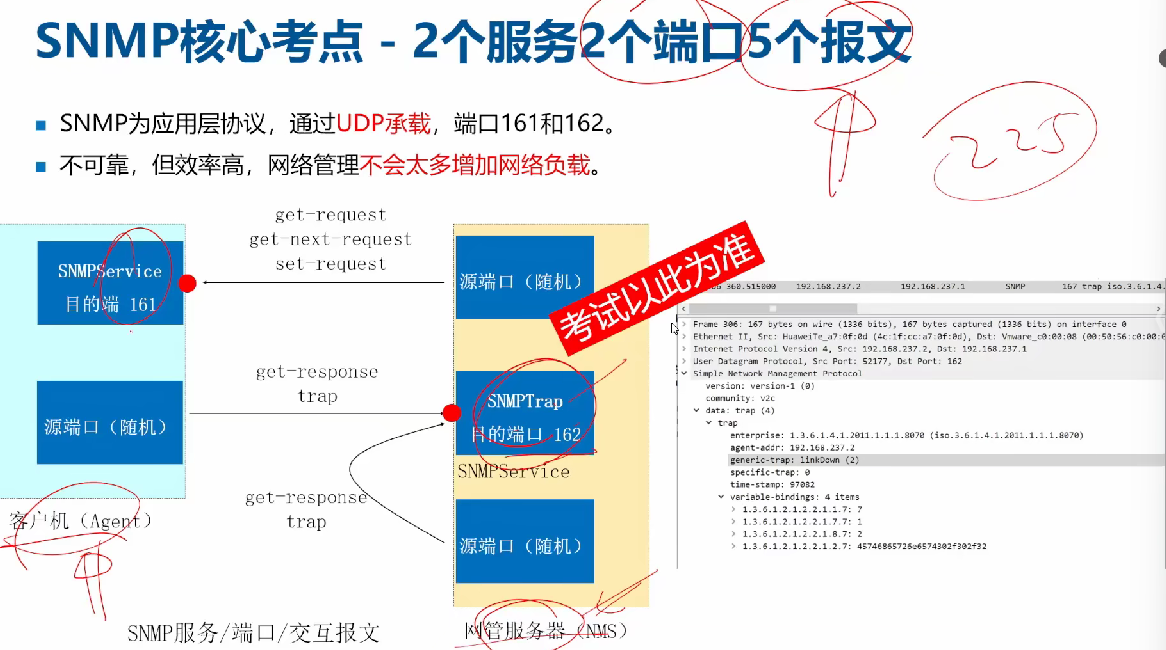 SNMP核心考点 - 2个服务2个端口5个报文
SNMP为应用层协议，通过UDP承载，端口161和162。
不可靠，但效率高，网络管理不会太多增加网络负载。
225
get-request
get-next-request
set-request
SNMPService
目的端 161
源端口（随机）
考试以此为准
get-response
trap
源端口（随机）
SNMPTrap
目的端口 162
SNMPService
get-response
trap
源端口（随机）
客户机（Agent）
网管服务器（NMS）
SNMP服务/端口/交互报文
360.515000 192.168.237.2 192.168.237.1 SNMP 167 trap iso.3.6.1.4.
Frame 306: 167 bytes on wire (1336 bits), 167 bytes captured (1336 bits) on interface 0
Ethernet II, Src: HuaweiTe_a7:0f:0d (4c:1f:cc:a7:0f:0d), Dst: Vmware_c0:00:08 (00:50:56:c0:00:0
Internet Protocol Version 4, Src: 192.168.237.2, Dst: 192.168.237.1
User Datagram Protocol, Src Port: 52177, Dst Port: 162
Simple Network Management Protocol
version: version-1 (0)
community: v2c
data: trap (4)
trap
enterprise: 1.3.6.1.4.1.2011.1.1.1.8070 (iso.3.6.1.4.1.2011.1.1.1.8070)
agent-addr: 192.168.237.2
generic-trap: linkDown (2)
specific-trap: 0
time-stamp: 97082
variable-bindings: 4 items
1.3.6.1.2.1.2.2.1.1.7: 7
1.3.6.1.2.1.2.2.1.7.7: 1
1.3.6.1.2.1.2.2.1.8.7: 2
1.3.6.1.2.1.2.2.1.2.7: 45746865726e6574302f302f32